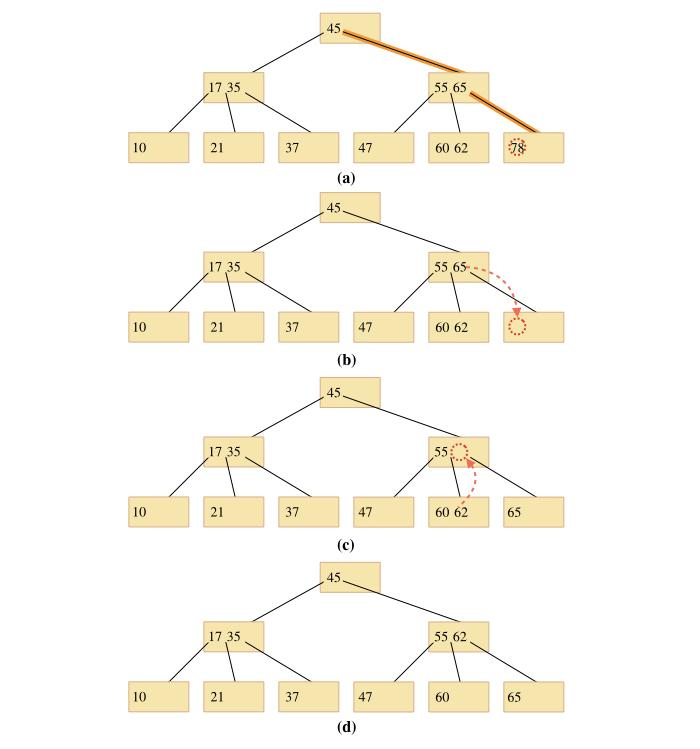 45
17 35 55 65
10 21 37 47 60 62 78
(a)
45
17 35 55 65
10 21 37 47 60 62
(b)
45
17 35 55
10 21 37 47 60 62 65
(c)
45
17 35 55 62
10 21 37 47 60 65
(d)